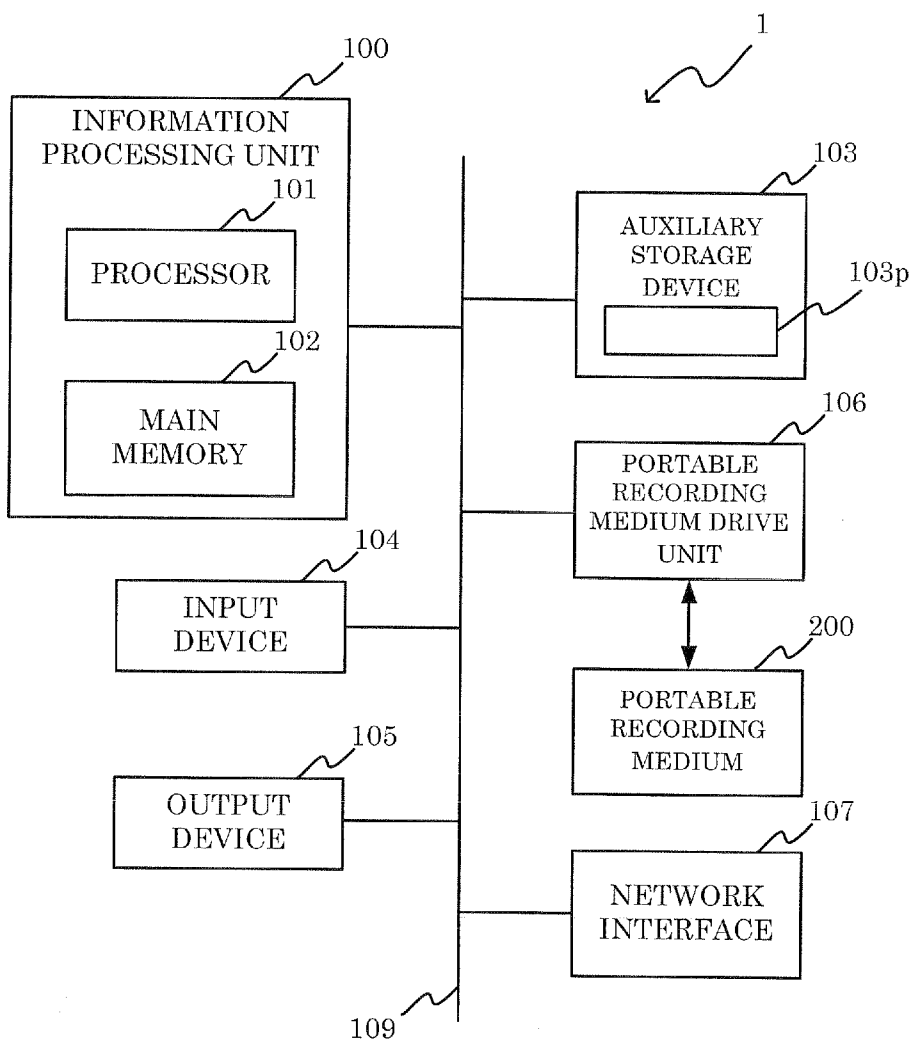 1
100
INFORMATION
PROCESSING UNIT
101
PROCESSOR
102
MAIN
MEMORY
103
AUXILIARY
STORAGE
DEVICE
103p
104
INPUT
DEVICE
106
PORTABLE
RECORDING
MEDIUM DRIVE
UNIT
200
PORTABLE
RECORDING
MEDIUM
105
OUTPUT
DEVICE
107
NETWORK
INTERFACE
109